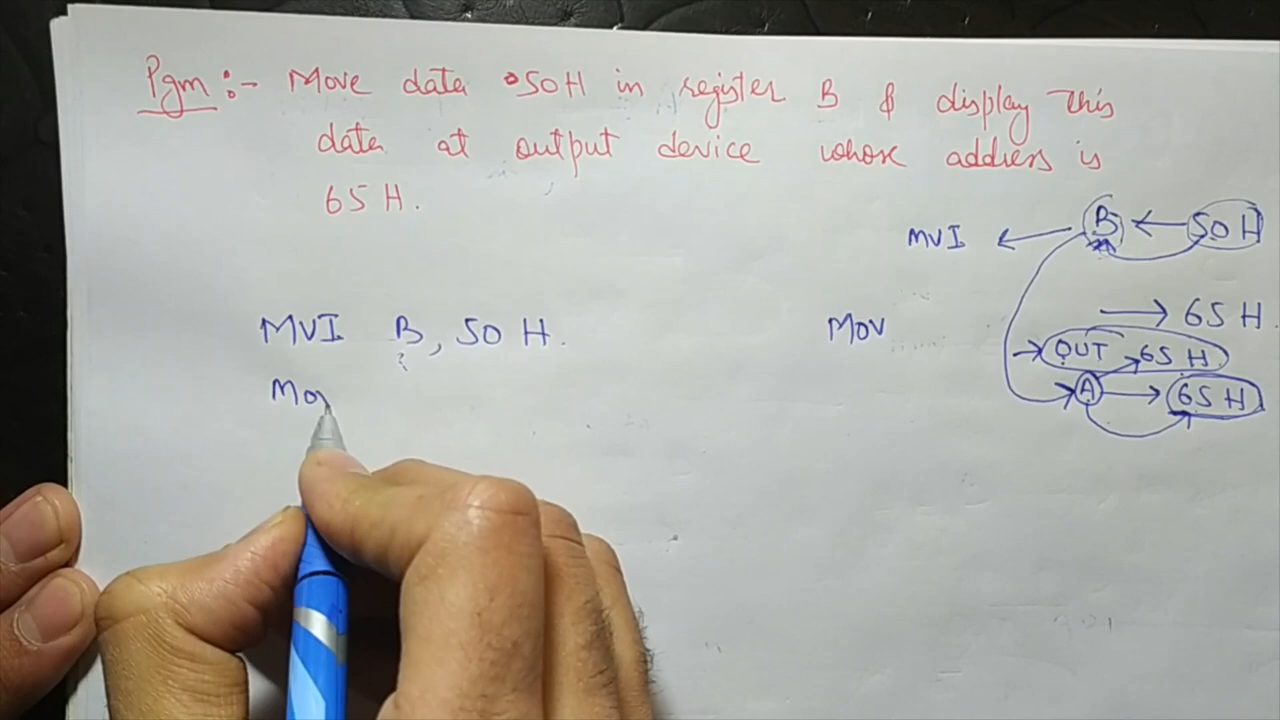 Pgm :- Move data 50H in register B & display this
data at output device whose address is
65 H.
MVI B 50 H
MVI B, 50 H.
MOV
→ 65 H.
OUT 65 H
Mov
A → 65 H